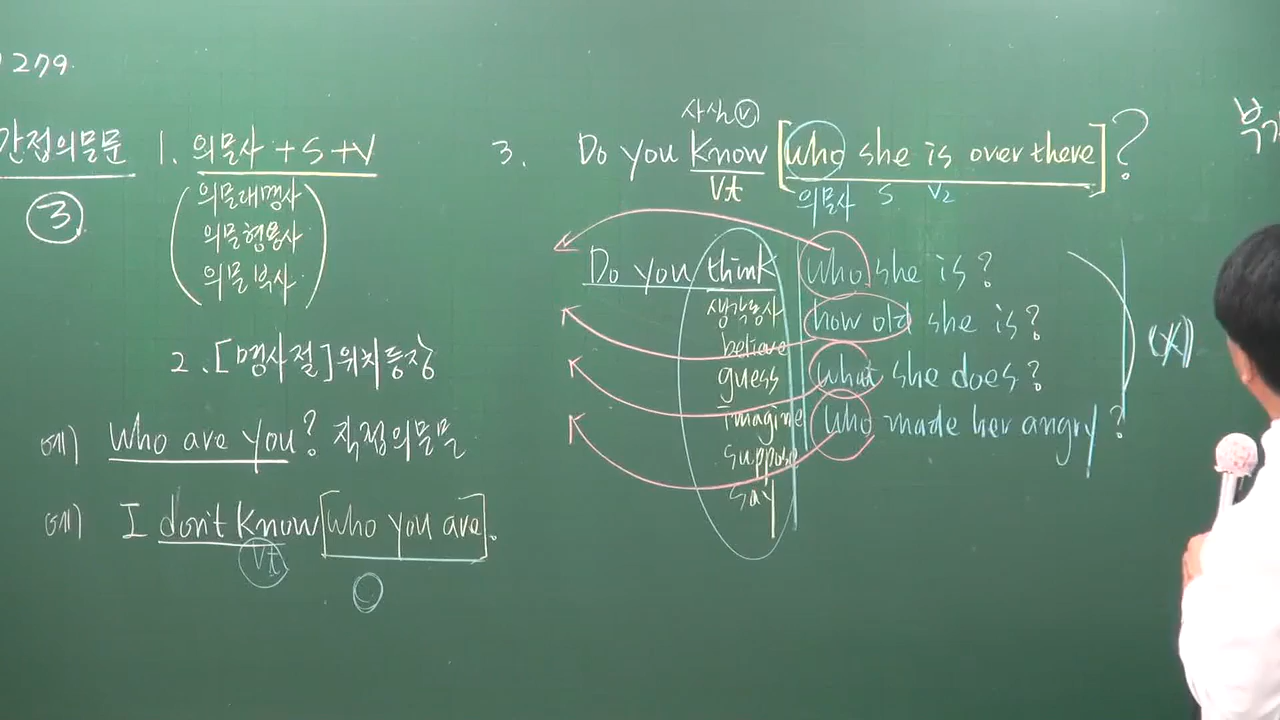 279.
간접의문문
③
1. 의문사 + S + V
의문대명사
의문형용사
의문부사
2. [명사절] 위치등장
예) Who are you? 직접의문문
예) I don't know [who you are].
Vt
3. Do you know [who she is over there]?
사실 ⓥ
Vt
의문사 S V2
Do you think who she is?
생각동사
how old she is?
believe
guess
what she does?
imagine
who made her angry?
suppose
say
(X)